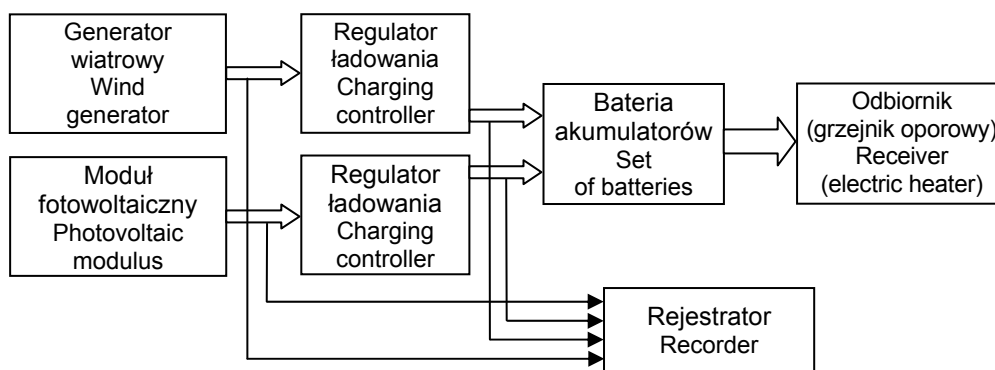 Generator
wiatrowy
Wind
generator
Regulator
ładowania
Charging
controller
Bateria
akumulatorów
Set
of batteries
Odbiornik
(grzejnik oporowy)
Receiver
(electric heater)
Moduł
fotowoltaiczny
Photovoltaic
modulus
Regulator
ładowania
Charging
controller
Rejestrator
Recorder